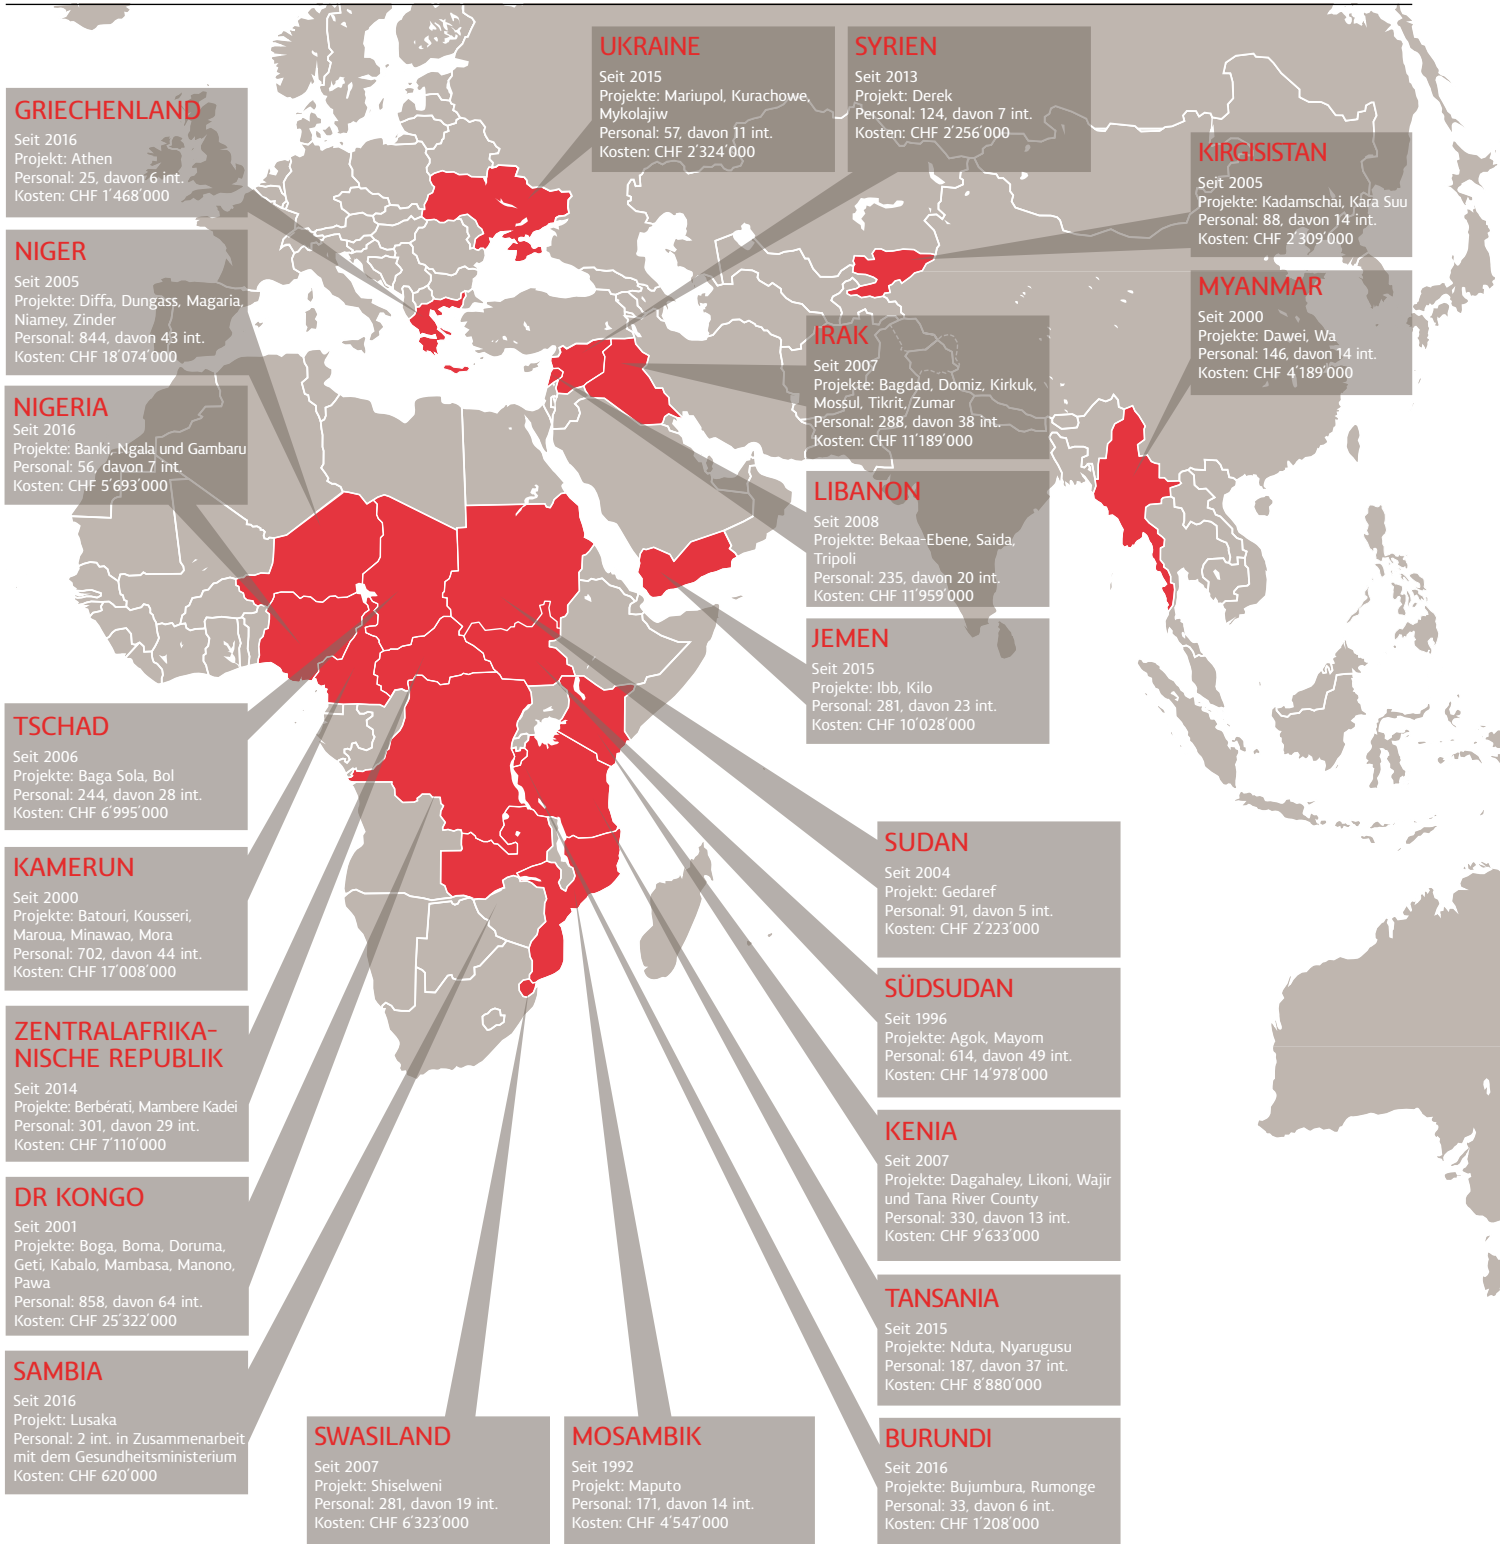 GRIECHENLAND
Seit 2016
Projekt: Athen
Personal: 25, davon 6 int.
Kosten: CHF 1'468'000
NIGER
Seit 2005
Projekte: Diffa, Dungass, Magaria,
Niamey, Zinder
Personal: 844, davon 43 int.
Kosten: CHF 18'074'000
NIGERIA
Seit 2016
Projekte: Banki, Ngala und Gambaru
Personal: 56, davon 7 int.
Kosten: CHF 5'693'000
TSCHAD
Seit 2006
Projekte: Baga Sola, Bol
Personal: 244, davon 28 int.
Kosten: CHF 6'995'000
KAMERUN
Seit 2000
Projekte: Batouri, Kousseri,
Maroua, Minawao, Mora
Personal: 702, davon 44 int.
Kosten: CHF 17'008'000
ZENTRALAFRIKA-
NISCHE REPUBLIK
Seit 2014
Projekte: Berbérati, Mambere Kadei
Personal: 301, davon 29 int.
Kosten: CHF 7'110'000
DR KONGO
Seit 2001
Projekte: Boga, Boma, Doruma,
Geti, Kabalo, Mambasa, Manono,
Pawa
Personal: 858, davon 64 int.
Kosten: CHF 25'322'000
SAMBIA
Seit 2016
Projekt: Lusaka
Personal: 2 int. in Zusammenarbeit
mit dem Gesundheitsministerium
Kosten: CHF 620'000
UKRAINE
Seit 2015
Projekte: Mariupol, Kurachowe,
Mykolajiw
Personal: 57, davon 11 int.
Kosten: CHF 2'324'000
SYRIEN
Seit 2013
Projekt: Derek
Personal: 124, davon 7 int.
Kosten: CHF 2'256'000
KIRGISISTAN
Seit 2005
Projekte: Kadamschai, Kara Suu
Personal: 88, davon 14 int.
Kosten: CHF 2'309'000
MYANMAR
Seit 2000
Projekte: Dawei, Wa
Personal: 146, davon 14 int.
Kosten: CHF 4'189'000
IRAK
Seit 2007
Projekte: Bagdad, Domiz, Kirkuk,
Mossul, Tikrit, Zumar
Personal: 288, davon 38 int.
Kosten: CHF 11'189'000
LIBANON
Seit 2008
Projekte: Bekaa-Ebene, Saida,
Tripoli
Personal: 235, davon 20 int.
Kosten: CHF 11'959'000
JEMEN
Seit 2015
Projekte: Ibb, Kilo
Personal: 281, davon 23 int.
Kosten: CHF 10'028'000
SUDAN
Seit 2004
Projekt: Gedaref
Personal: 91, davon 5 int.
Kosten: CHF 2'223'000
SÜDSUDAN
Seit 1996
Projekte: Agok, Mayom
Personal: 614, davon 49 int.
Kosten: CHF 14'978'000
KENIA
Seit 2007
Projekte: Dagahaley, Likoni, Wajir
und Tana River County
Personal: 330, davon 13 int.
Kosten: CHF 9'633'000
TANSANIA
Seit 2015
Projekte: Nduta, Nyarugusu
Personal: 187, davon 37 int.
Kosten: CHF 8'880'000
SWASILAND
Seit 2007
Projekt: Shiselweni
Personal: 281, davon 19 int.
Kosten: CHF 6'323'000
MOSAMBIK
Seit 1992
Projekt: Maputo
Personal: 171, davon 14 int.
Kosten: CHF 4'547'000
BURUNDI
Seit 2016
Projekte: Bujumbura, Rumonge
Personal: 33, davon 6 int.
Kosten: CHF 1'208'000